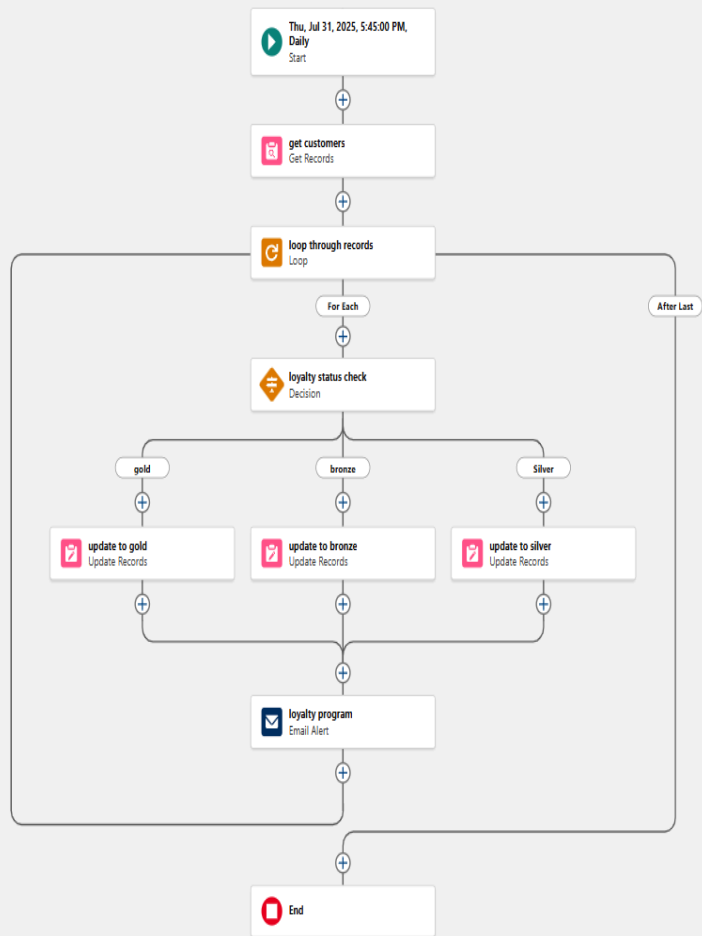 Thu, Jul 31, 2025, 5:45:00 PM,
Daily
Start
get customers
Get Records
loop through records
Loop
For Each
After Last
loyalty status check
Decision
gold
bronze
Silver
update to gold
Update Records
update to bronze
Update Records
update to silver
Update Records
loyalty program
Email Alert
End